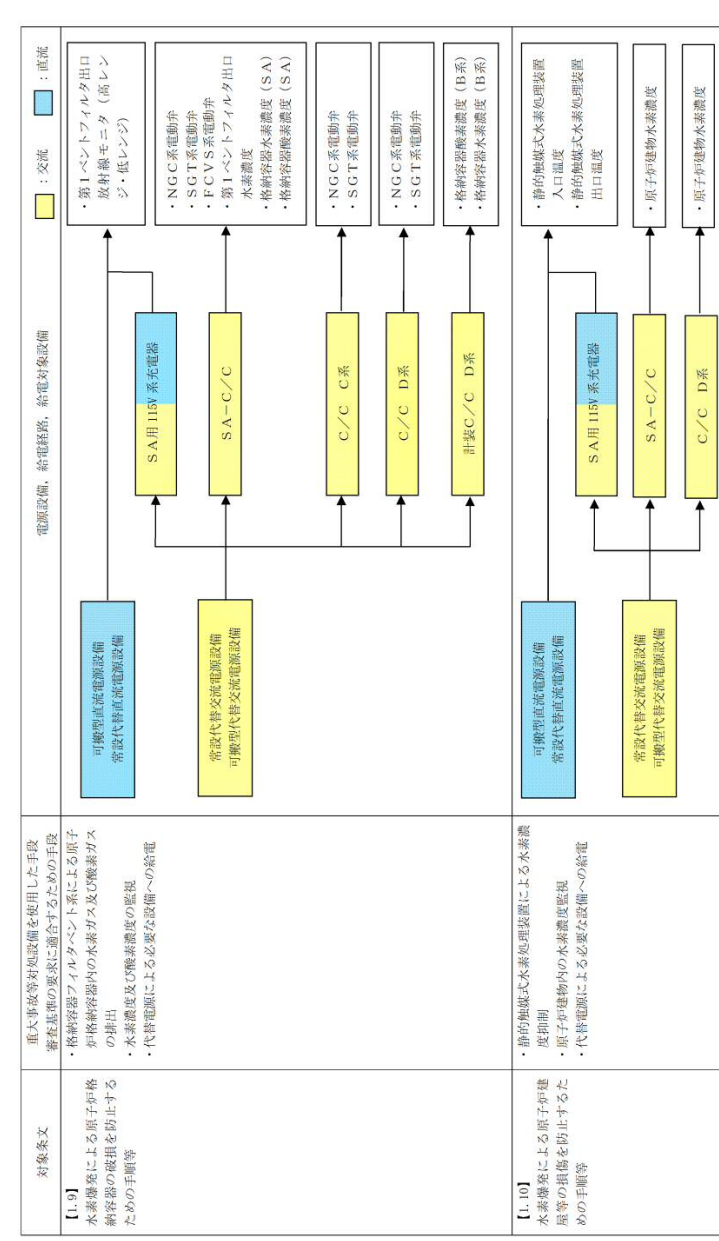 対象条文
重大事故等対処設備を使用した手段
審査基準の要求に適合するための手段
電源設備，給電経路，給電対象設備
：交流
：直流
【1.9】
水素爆発による原子炉格
納容器の破損を防止する
ための手順等
・格納容器フィルタベント系による原子
炉格納容器内の水素ガス及び酸素ガス
の排出
・水素濃度及び酸素濃度の監視
・代替電源による必要な設備への給電
可搬型直流電源設備
常設代替直流電源設備
常設代替交流電源設備
可搬型代替交流電源設備
ＳＡ用115V系充電器
ＳＡ－Ｃ／Ｃ
Ｃ／Ｃ　Ｃ系
Ｃ／Ｃ　Ｄ系
計装Ｃ／Ｃ　Ｄ系
・第１ベントフィルタ出口
放射線モニタ（高レン
ジ・低レンジ）
・ＮＧＣ系電動弁
・ＳＧＴ系電動弁
・ＦＣＶＳ系電動弁
・第１ベントフィルタ出口
水素濃度
・格納容器水素濃度（ＳＡ）
・格納容器酸素濃度（ＳＡ）
・ＮＧＣ系電動弁
・ＳＧＴ系電動弁
・ＮＧＣ系電動弁
・ＳＧＴ系電動弁
・格納容器酸素濃度（Ｂ系）
・格納容器水素濃度（Ｂ系）
【1.10】
水素爆発による原子炉建
屋等の損傷を防止するた
めの手順等
・静的触媒式水素処理装置による水素濃
度抑制
・原子炉建物内の水素濃度監視
・代替電源による必要な設備への給電
可搬型直流電源設備
常設代替直流電源設備
常設代替交流電源設備
可搬型代替交流電源設備
ＳＡ用115V系充電器
ＳＡ－Ｃ／Ｃ
Ｃ／Ｃ　Ｄ系
・静的触媒式水素処理装置
入口温度
・静的触媒式水素処理装置
出口温度
・原子炉建物水素濃度
・原子炉建物水素濃度